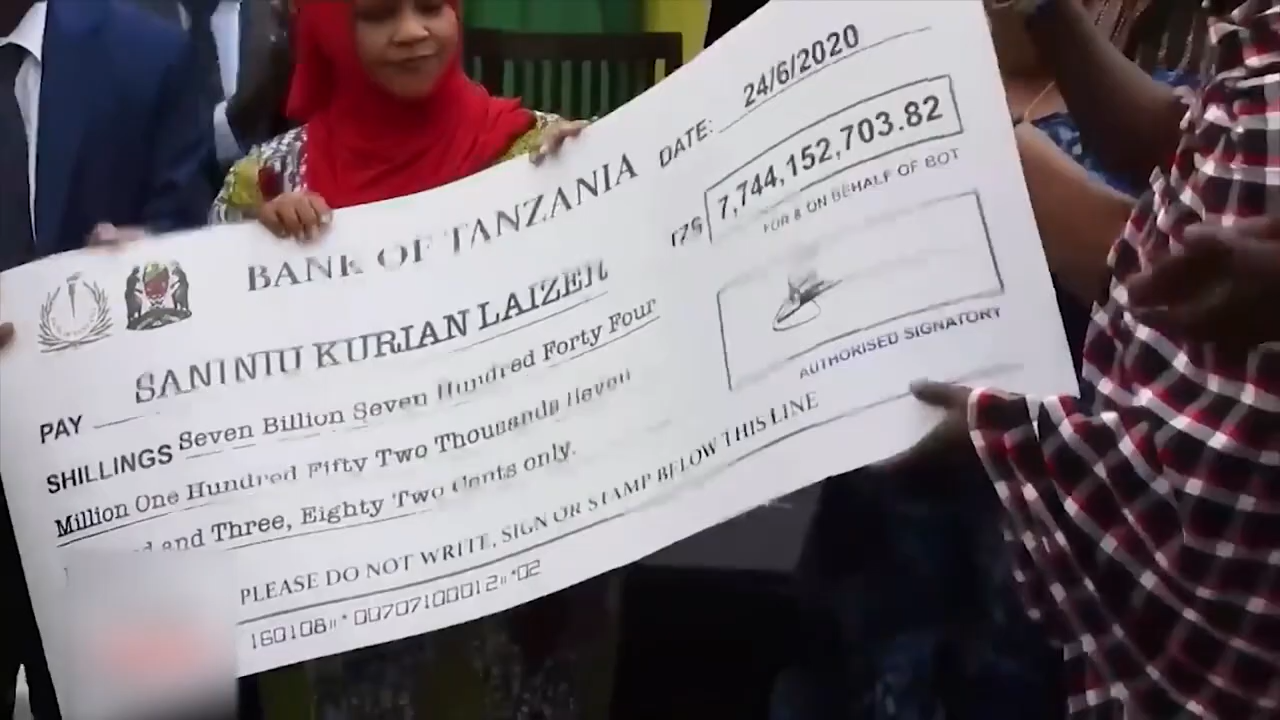 BANK OF TANZANIA
DATE: 24/6/2020
PAY SANINIU KURIAN LAIZER
TZS 7,744,152,703.82
SHILLINGS Seven Billion Seven Hundred Forty Four
Million One Hundred Fifty Two Thousands Seven
and Three, Eighty Two Cents only.
FOR & ON BEHALF OF BOT
AUTHORISED SIGNATORY
PLEASE DO NOT WRITE, SIGN OR STAMP BELOW THIS LINE
160108⑈ 00707100012⑈ 02